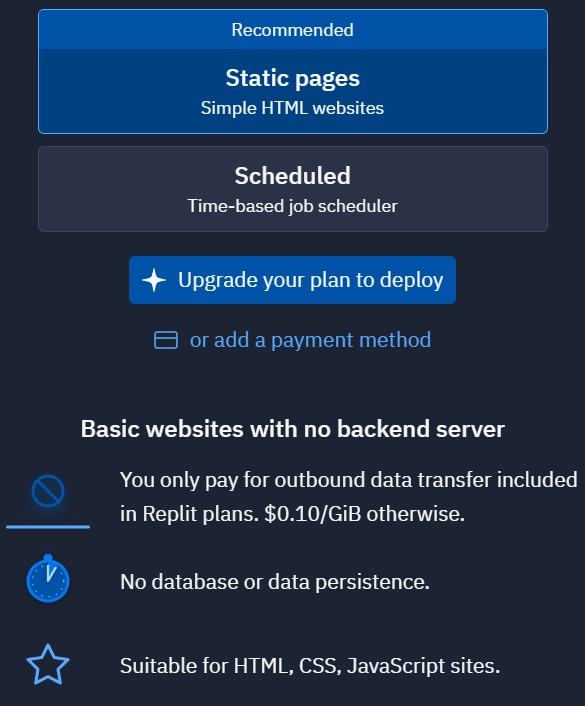 Recommended
Static pages
Simple HTML websites
Scheduled
Time-based job scheduler
Upgrade your plan to deploy
or add a payment method
Basic websites with no backend server
You only pay for outbound data transfer included
in Replit plans. $0.10/GiB otherwise.
No database or data persistence.
Suitable for HTML, CSS, JavaScript sites.